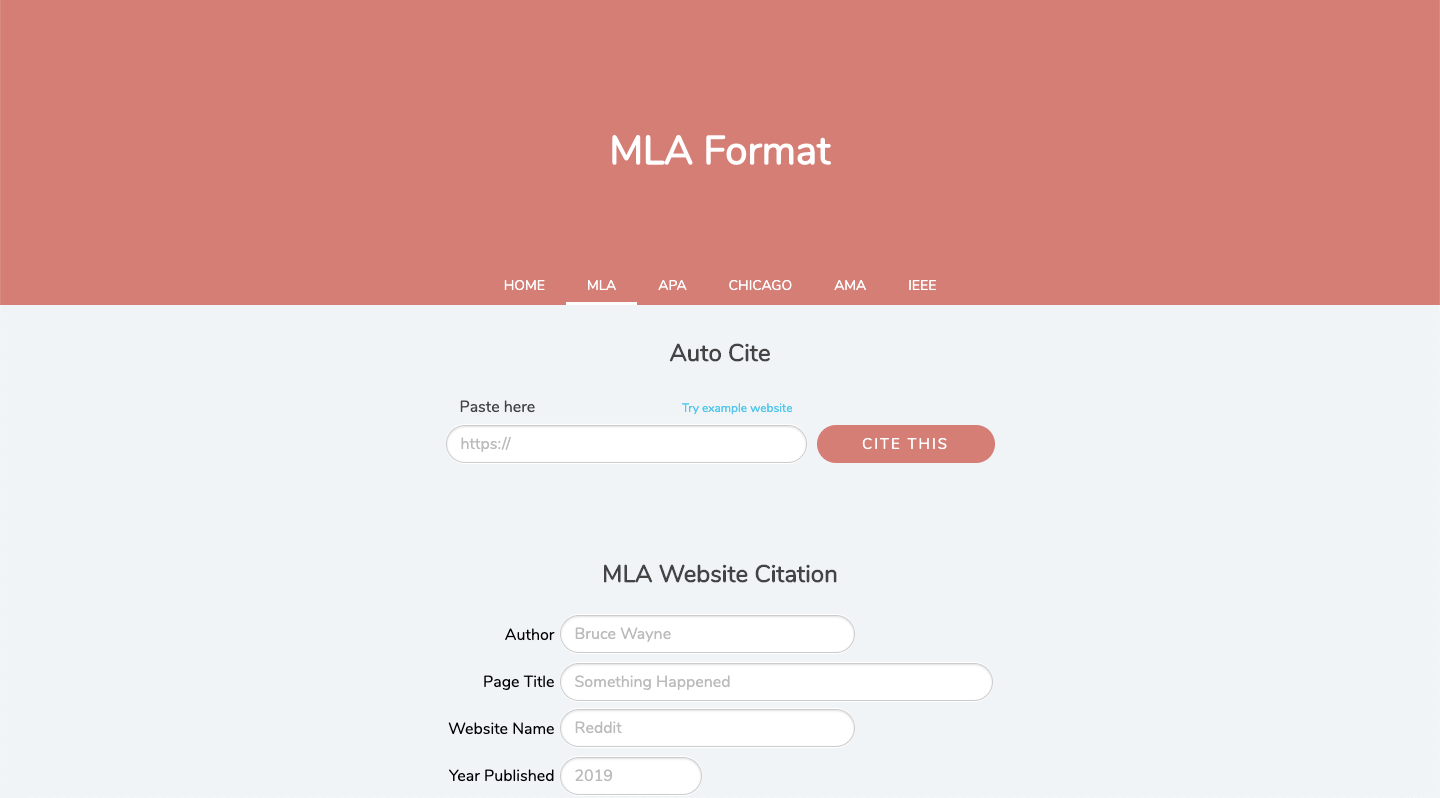 MLA Format
HOME MLA APA CHICAGO AMA IEEE
Auto Cite
Paste here Try example website
https:// CITE THIS
MLA Website Citation
Author Bruce Wayne
Page Title Something Happened
Website Name Reddit
Year Published 2019